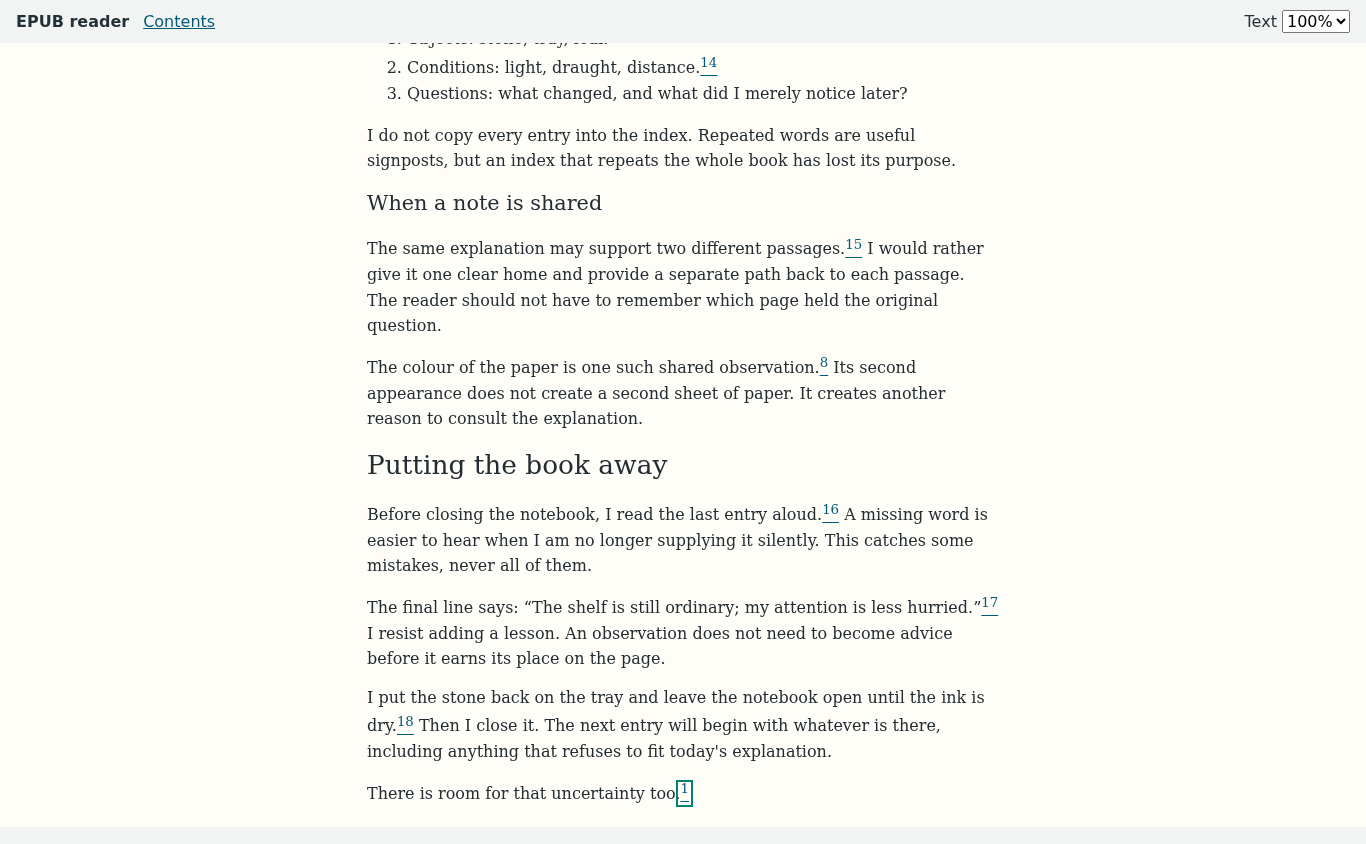 EPUB reader Contents Text 100%
2. Conditions: light, draught, distance.14
3. Questions: what changed, and what did I merely notice later?
I do not copy every entry into the index. Repeated words are useful
signposts, but an index that repeats the whole book has lost its purpose.
When a note is shared
The same explanation may support two different passages.15 I would rather
give it one clear home and provide a separate path back to each passage.
The reader should not have to remember which page held the original
question.
The colour of the paper is one such shared observation.8 Its second
appearance does not create a second sheet of paper. It creates another
reason to consult the explanation.
Putting the book away
Before closing the notebook, I read the last entry aloud.16 A missing word is
easier to hear when I am no longer supplying it silently. This catches some
mistakes, never all of them.
The final line says: “The shelf is still ordinary; my attention is less hurried.”17
I resist adding a lesson. An observation does not need to become advice
before it earns its place on the page.
I put the stone back on the tray and leave the notebook open until the ink is
dry.18 Then I close it. The next entry will begin with whatever is there,
including anything that refuses to fit today's explanation.
There is room for that uncertainty too.1